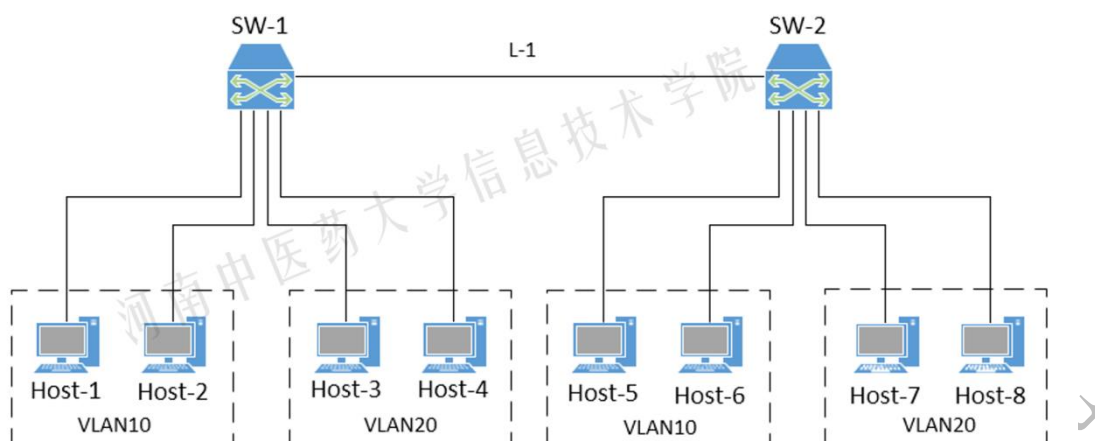 SW-1
SW-2
L-1
河南中医药大学信息技术学院
Host-1
Host-2
Host-3
Host-4
Host-5
Host-6
Host-7
Host-8
VLAN10
VLAN20
VLAN10
VLAN20